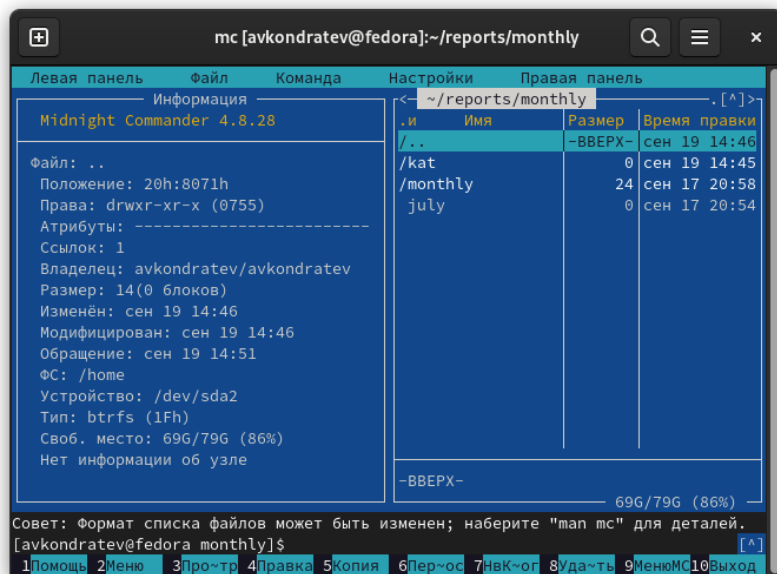 mc [avkondratev@fedora]:~/reports/monthly
Левая панель Файл Команда Настройки Правая панель
Информация
Midnight Commander 4.8.28
Файл: ..
Положение: 20h:8071h
Права: drwxr-xr-x (0755)
Атрибуты: -------------------------
Ссылок: 1
Владелец: avkondratev/avkondratev
Размер: 14(0 блоков)
Изменён: сен 19 14:46
Модифицирован: сен 19 14:46
Обращение: сен 19 14:51
ФС: /home
Устройство: /dev/sda2
Тип: btrfs (1Fh)
Своб. место: 69G/79G (86%)
Нет информации об узле
<- ~/reports/monthly .[^]>
.и Имя Размер Время правки
/.. -ВВЕРХ- сен 19 14:46
/kat 0 сен 19 14:45
/monthly 24 сен 17 20:58
july 0 сен 17 20:54
-ВВЕРХ-
69G/79G (86%)
Совет: Формат списка файлов может быть изменен; наберите "man mc" для деталей.
[avkondratev@fedora monthly]$ [^]
1Помощь 2Меню 3Про~тр 4Правка 5Копия 6Пер~ос 7НвК~ог 8Уда~ть 9МенюМС 10Выход